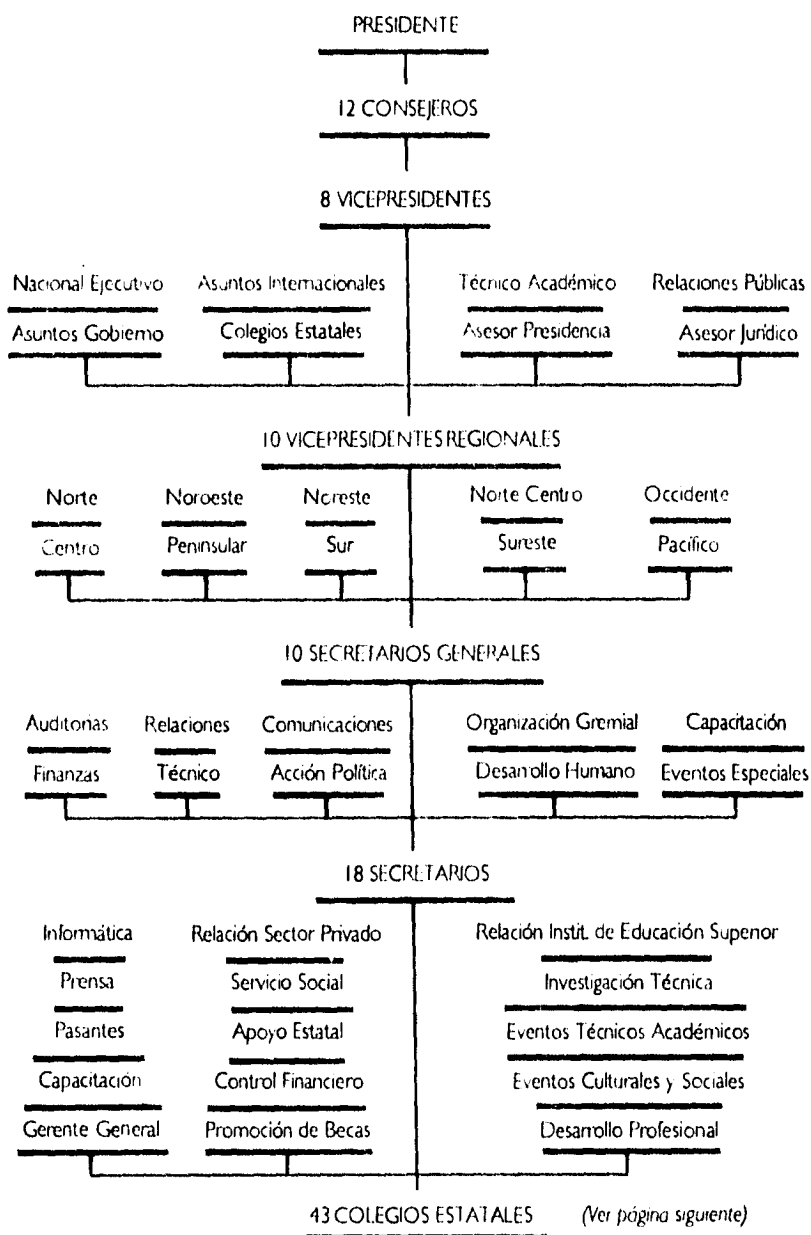 PRESIDENTE
12 CONSEJEROS
8 VICEPRESIDENTES
Nacional Ejecutivo Asuntos Internacionales Técnico Académico Relaciones Públicas
Asuntos Gobierno Colegios Estatales Asesor Presidencia Asesor Jurídico
10 VICEPRESIDENTES REGIONALES
Norte Noroeste Noreste Norte Centro Occidente
Centro Peninsular Sur Sureste Pacífico
10 SECRETARIOS GENERALES
Auditorias Relaciones Comunicaciones Organización Gremial Capacitación
Finanzas Técnico Acción Política Desarrollo Humano Eventos Especiales
18 SECRETARIOS
Informática Relación Sector Privado Relación Instit. de Educación Superior
Prensa Servicio Social Investigación Técnica
Pasantes Apoyo Estatal Eventos Técnicos Académicos
Capacitación Control Financiero Eventos Culturales y Sociales
Gerente General Promoción de Becas Desarrollo Profesional
43 COLEGIOS ESTATALES (Ver página siguiente)